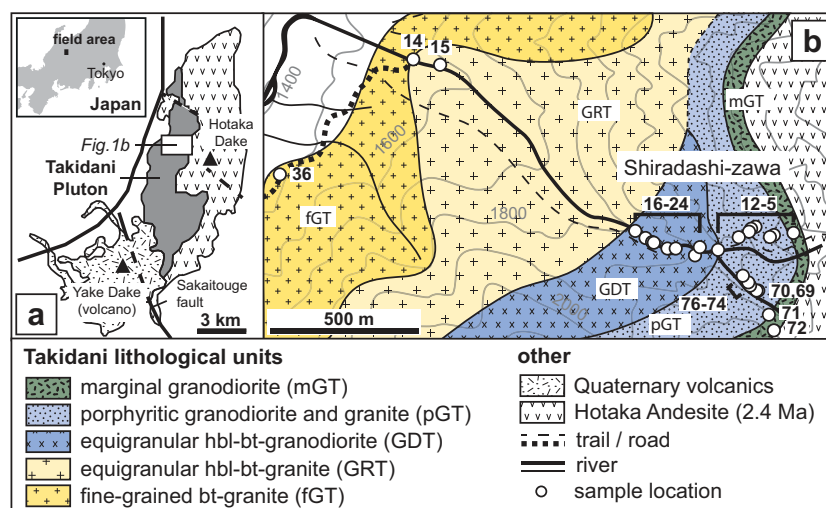 field area
Tokyo
Japan
Fig.1b
Hotaka
Dake
Takidani
Pluton
Yake Dake
(volcano)
Sakaitouge
fault
a
3 km
b
14
15
1400
1600
36
fGT
GRT
mGT
Shiradashi-zawa
16-24
12-5
1800
GDT
2000
pGT
76-74
70,69
71
72
500 m
Takidani lithological units
marginal granodiorite (mGT)
porphyritic granodiorite and granite (pGT)
equigranular hbl-bt-granodiorite (GDT)
equigranular hbl-bt-granite (GRT)
fine-grained bt-granite (fGT)
other
Quaternary volcanics
Hotaka Andesite (2.4 Ma)
trail / road
river
sample location